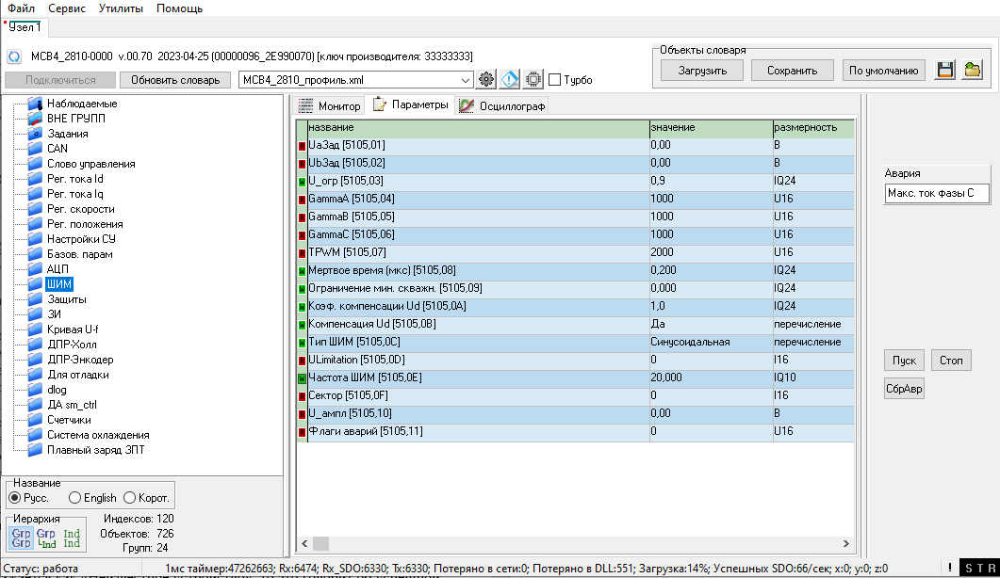 Файл Сервис Утилиты Помощь
Узел 1
МСВ4_2810-0000 v.00.70 2023-04-25 (00000096_2E990070) [ключ производителя: 33333333]
Подключиться Обновить словарь MCB4_2810_профиль.xml Турбо
Объекты словаря
Загрузить Сохранить По умолчанию
Наблюдаемые
ВНЕ ГРУПП
Задания
CAN
Слово управления
Рег. тока Id
Рег. тока Iq
Рег. скорости
Рег. положения
Настройки СУ
Базов. парам
АЦП
ШИМ
Защиты
ЗИ
Кривая U-f
ДПР-Холл
ДПР-Энкодер
Для отладки
dlog
ДА sm_ctrl
Счетчики
Система охлаждения
Плавный заряд ЗПТ
Название
Русс. English Корот.
Иерархия
Grp Grp Ind
Grp Ind Ind
Индексов: 120
Объектов: 726
Групп: 24
Монитор Параметры Осциллограф
название значение размерность
UaЗад [5105,01] 0,00 В
UbЗад [5105,02] 0,00 В
U_огр [5105,03] 0,9 IQ24
GammaA [5105,04] 1000 U16
GammaB [5105,05] 1000 U16
GammaC [5105,06] 1000 U16
TPWM [5105,07] 2000 U16
Мертвое время (мкс) [5105,08] 0,200 IQ24
Ограничение мин. скважн. [5105,09] 0,000 IQ24
Коэф. компенсации Ud [5105,0A] 1,0 IQ24
Компенсация Ud [5105,0B] Да перечисление
Тип ШИМ [5105,0C] Синусоидальная перечисление
ULimitation [5105,0D] 0 I16
Частота ШИМ [5105,0E] 20,000 IQ10
Сектор [5105,0F] 0 I16
U_ампл [5105,10] 0,00 В
Флаги аварий [5105,11] 0 U16
Авария
Макс. ток фазы C
Пуск Стоп
СбрАвр
Статус: работа 1мс таймер:47262663; Rx:6474; Rx_SDO:6330; Tx:6330; Потеряно в сети:0; Потеряно в DLL:551; Загрузка:14%; Успешных SDO:66/сек; x:0; y:0; z:0 ! S T R